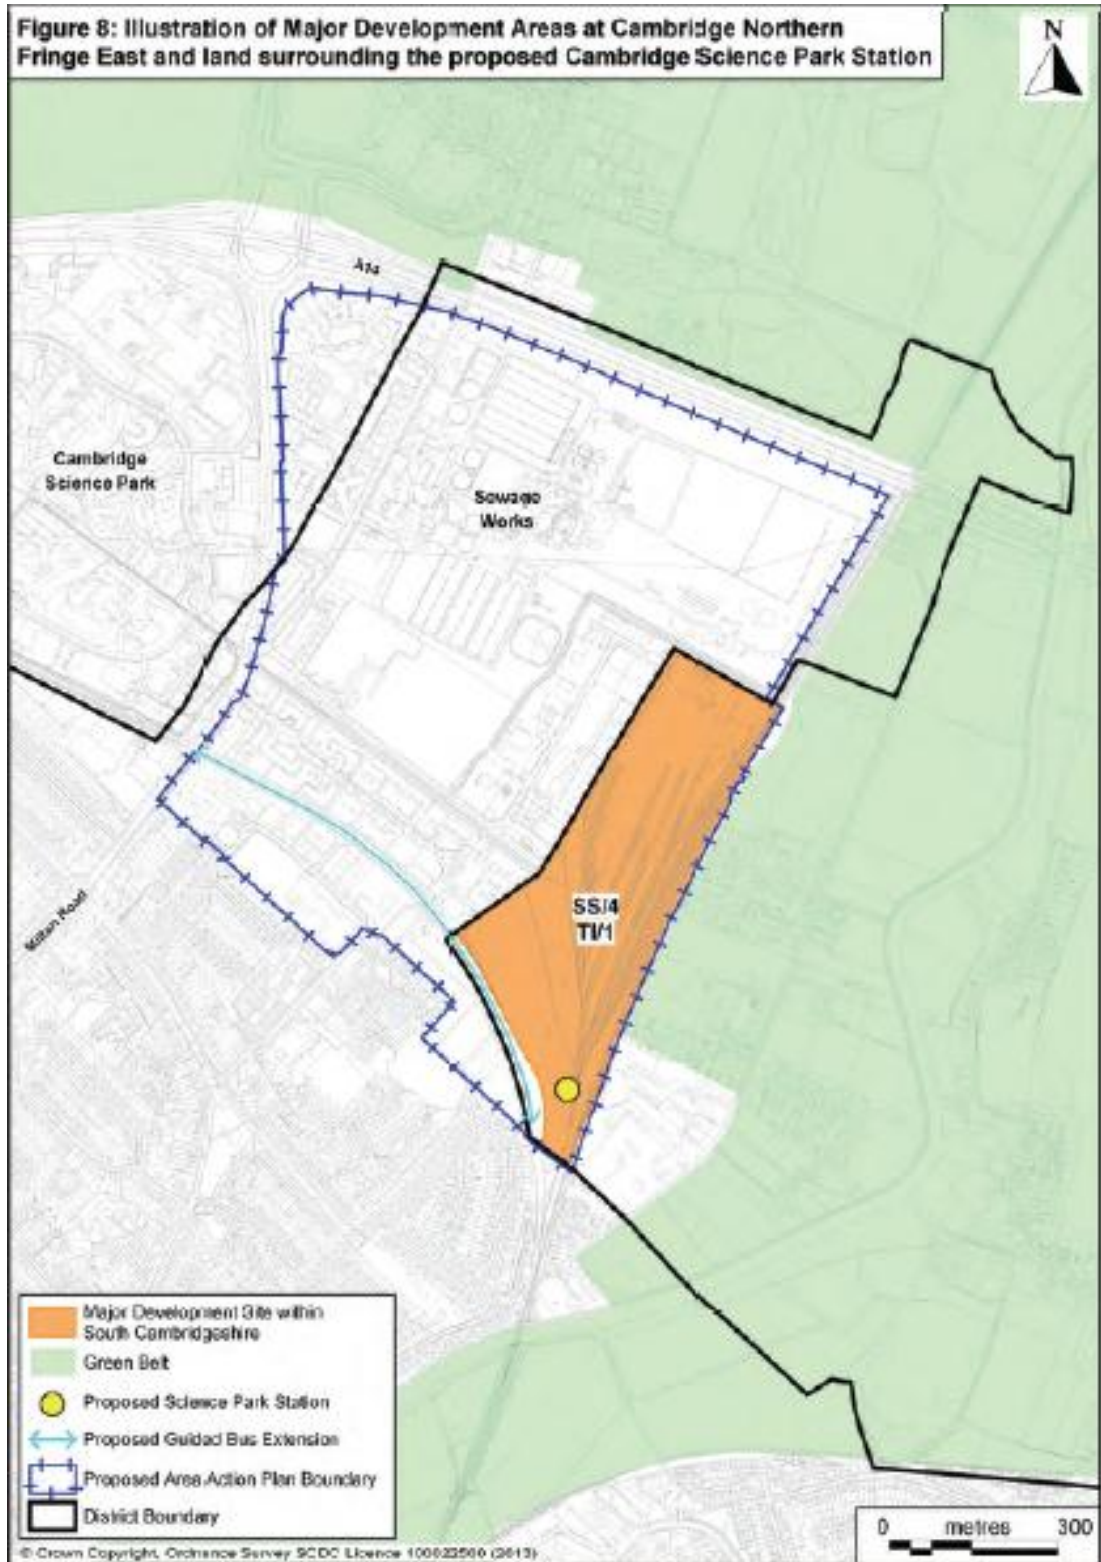 Figure 8: Illustration of Major Development Areas at Cambridge Northern
Fringe East and land surrounding the proposed Cambridge Science Park Station
N
A14
Cambridge
Science Park
Sewage
Works
SS/4
TI/1
Milton Road
Major Development Site within
South Cambridgeshire
Green Belt
Proposed Science Park Station
Proposed Guided Bus Extension
Proposed Area Action Plan Boundary
District Boundary
0 metres 300
© Crown Copyright, Ordnance Survey SCDC Licence 100022500 (2013)